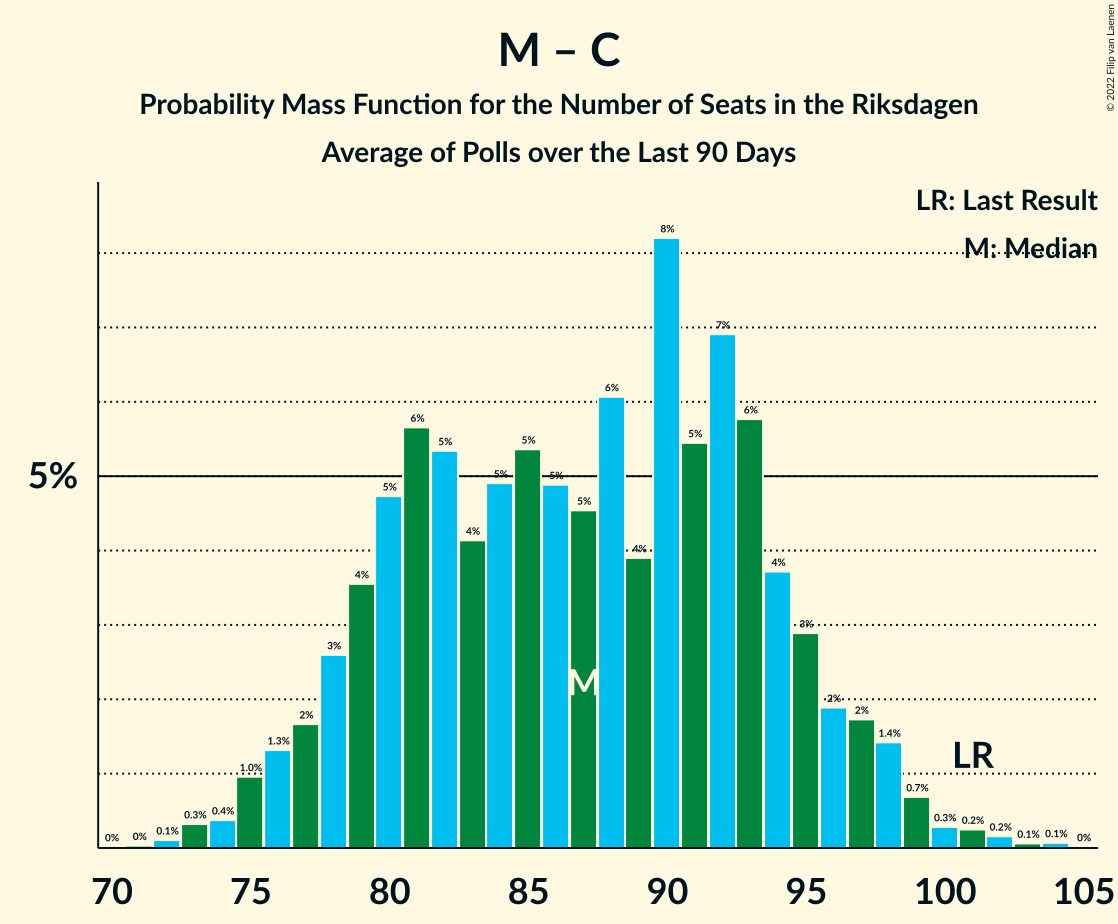 M – C
Probability Mass Function for the Number of Seats in the Riksdagen
Average of Polls over the Last 90 Days
© 2022 Filip van Laenen
LR: Last Result
M: Median
5%
0% 0% 0.1% 0.3% 0.4% 1.0% 1.3% 2% 3% 4% 5% 6% 5% 4% 5% 5% 5% 5% 6% 4% 8% 5% 7% 6% 4% 3% 2% 2% 1.4% 0.7% 0.3% 0.2% 0.2% 0.1% 0.1% 0%
M
LR
70 75 80 85 90 95 100 105